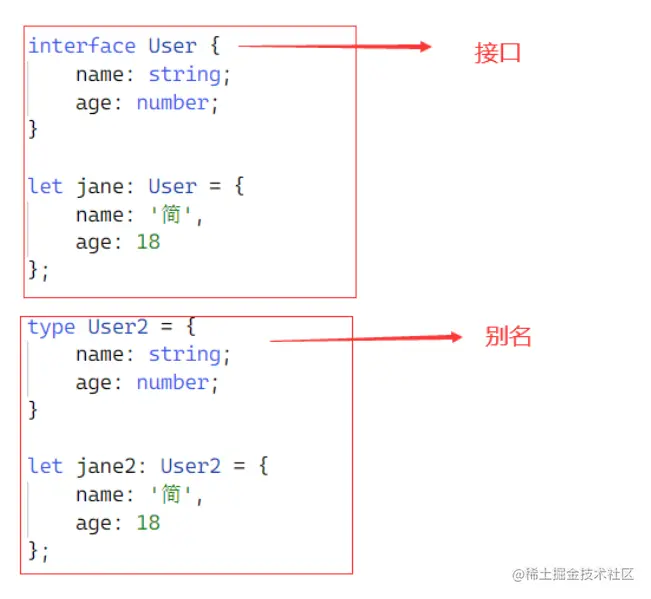 interface User {
接口
name: string;
age: number;
}
let jane: User = {
name: '简',
age: 18
};
type User2 = {
别名
name: string;
age: number;
}
let jane2: User2 = {
name: '简',
age: 18
};
@稀土掘金技术社区